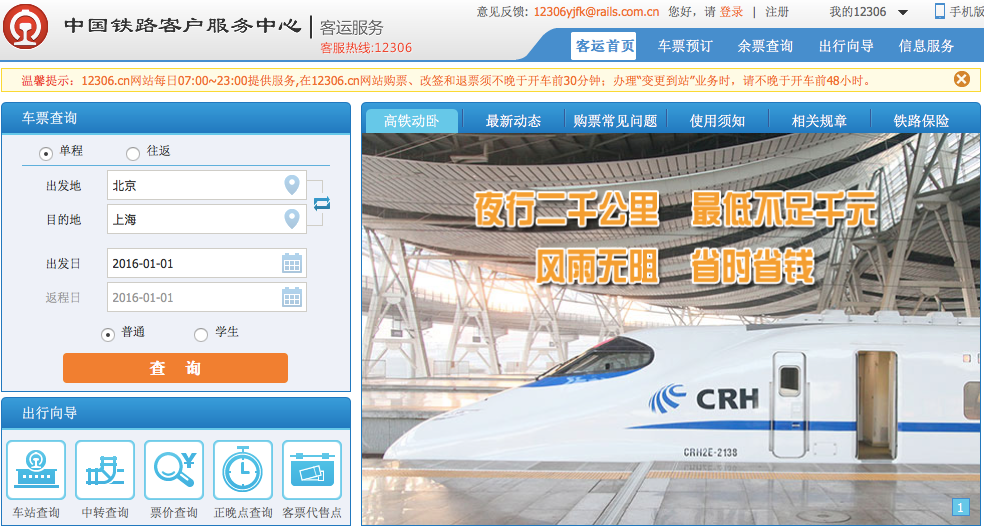 中国铁路客户服务中心 | 客运服务
客服热线:12306
意见反馈: 12306yjfk@rails.com.cn 您好，请 登录 | 注册 我的12306 手机版
客运首页 车票预订 余票查询 出行向导 信息服务
温馨提示：12306.cn网站每日07:00~23:00提供服务,在12306.cn网站购票、改签和退票须不晚于开车前30分钟；办理“变更到站”业务时，请不晚于开车前48小时。
车票查询
单程 往返
出发地 北京
目的地 上海
出发日 2016-01-01
返程日 2016-01-01
普通 学生
查 询
出行向导
车站查询 中转查询 票价查询 正晚点查询 客票代售点
高铁动卧 最新动态 购票常见问题 使用须知 相关规章 铁路保险
夜行二千公里 最低不足千元
风雨无阻 省时省钱
CRH
CRH2E-2138
1